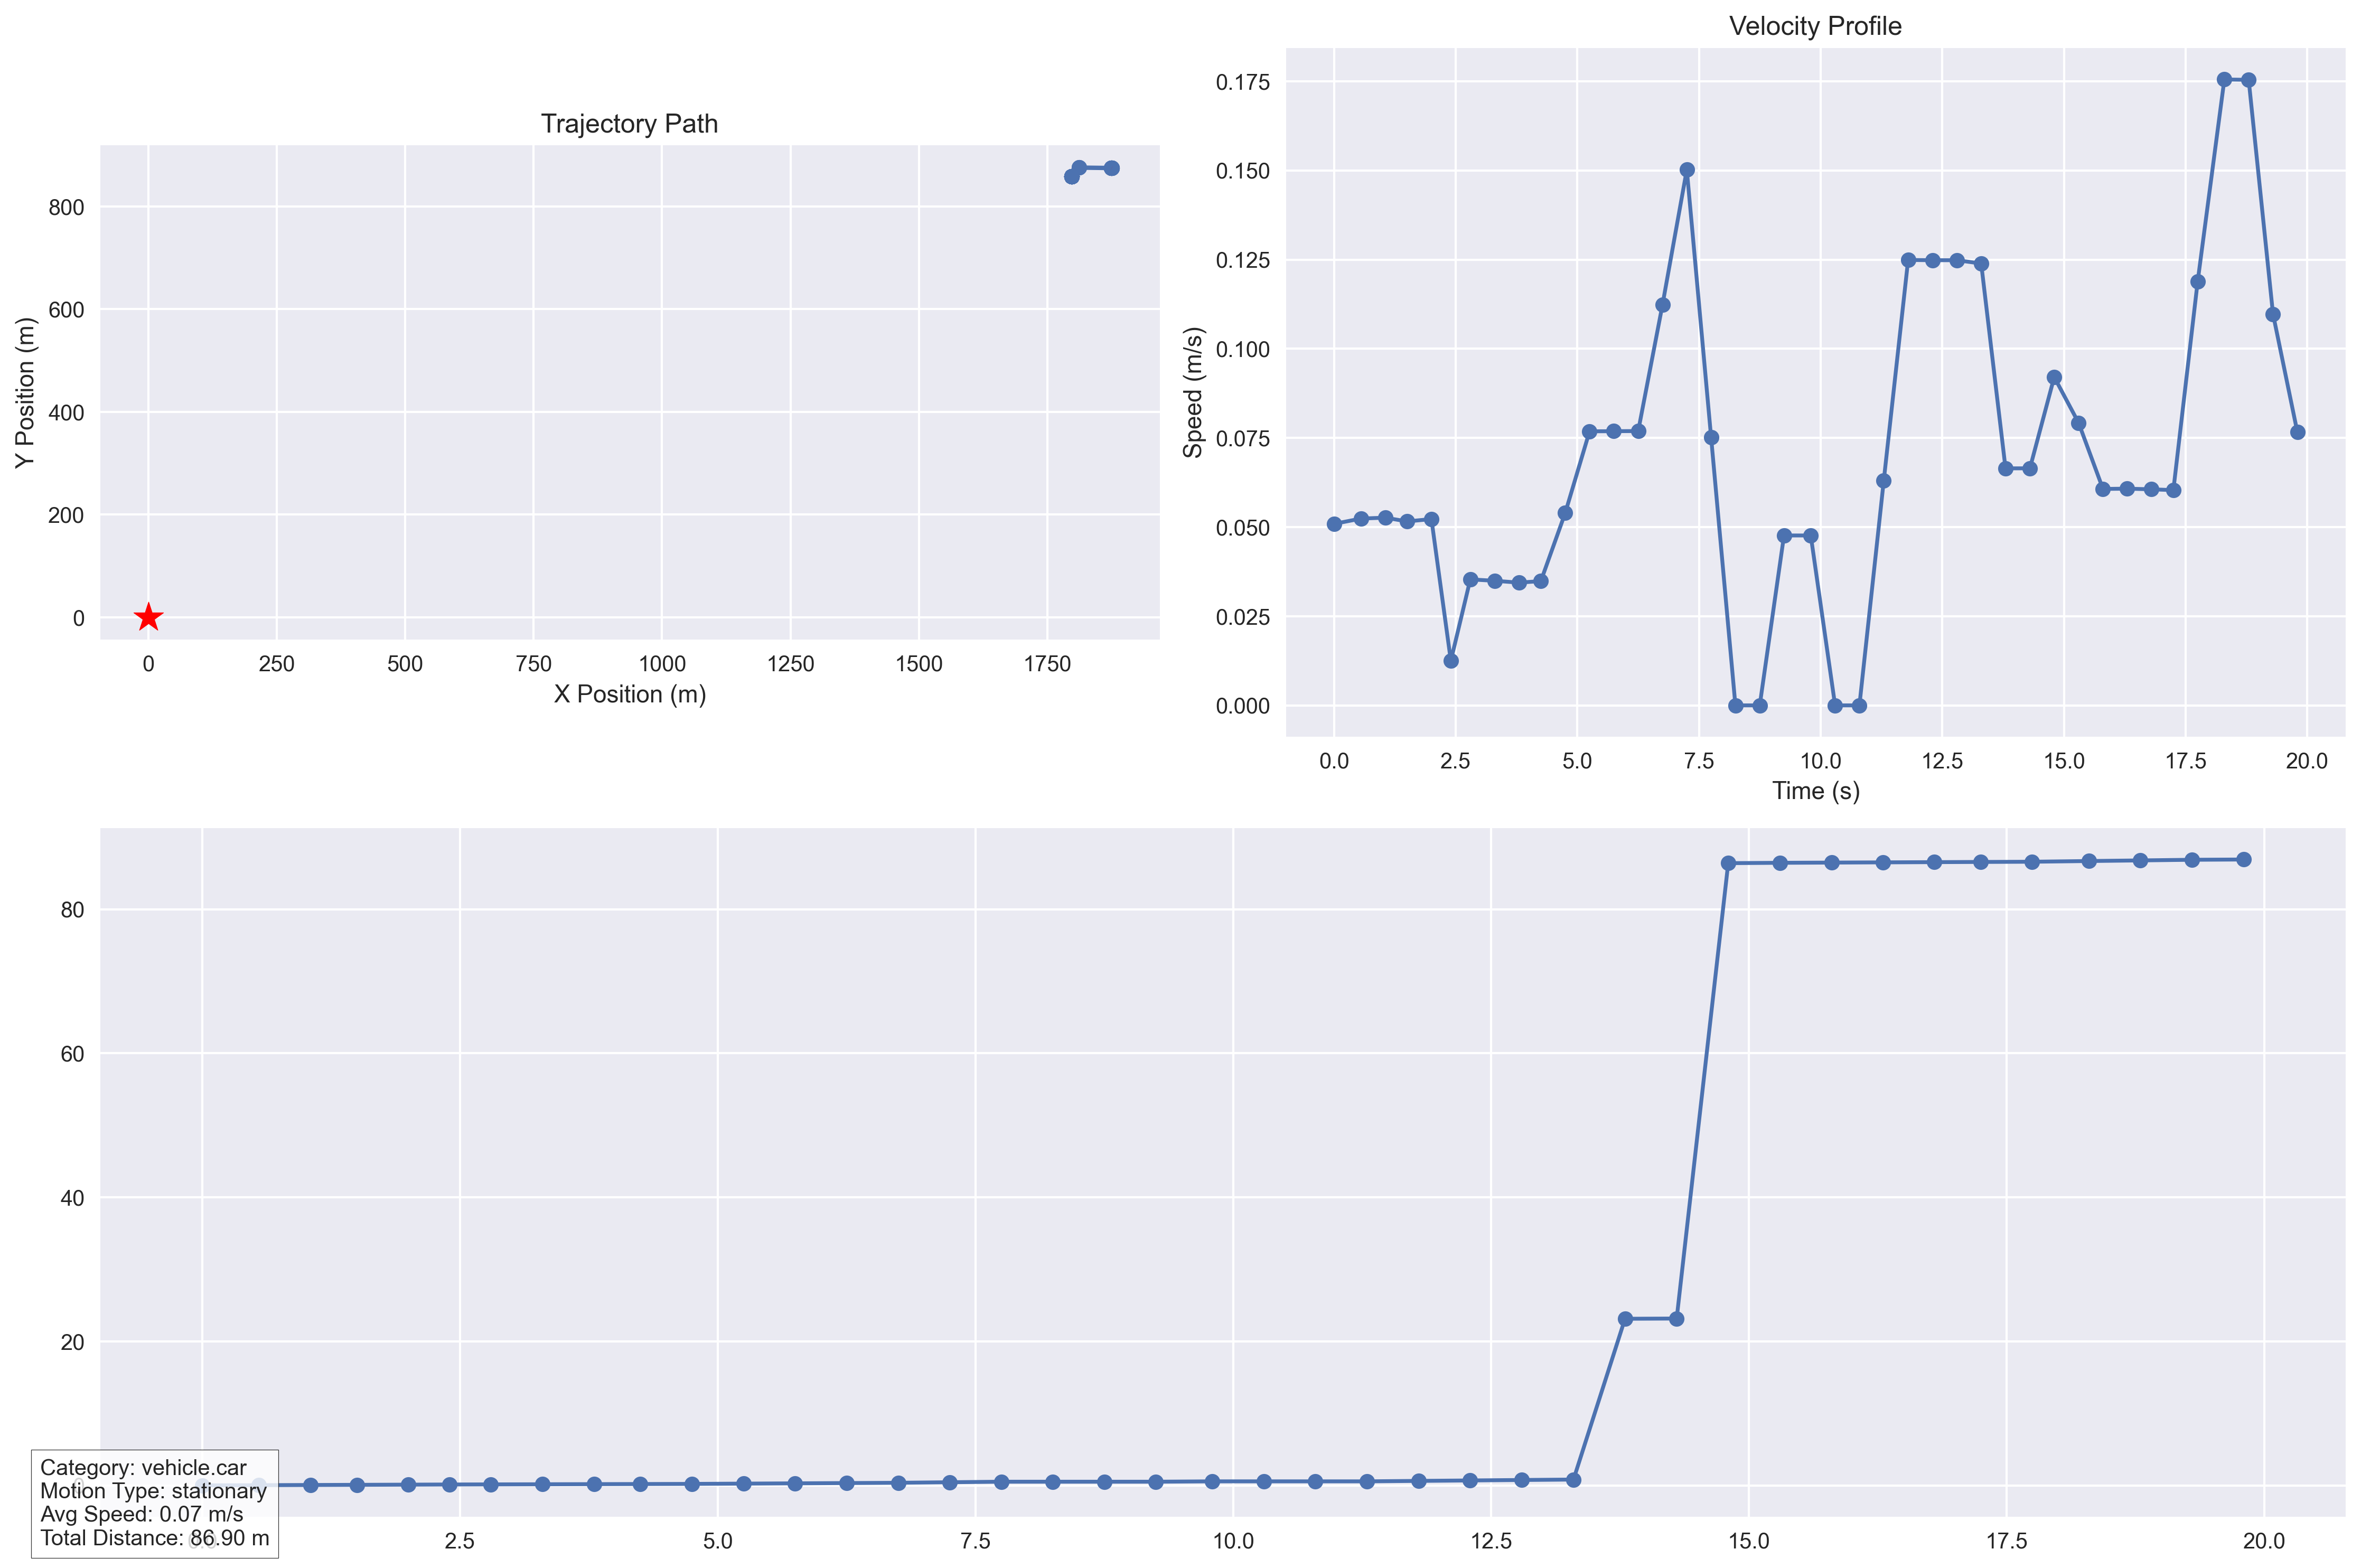 Trajectory Path
Y Position (m)
800
600
400
200
0
0 250 500 750 1000 1250 1500 1750
X Position (m)
Velocity Profile
Speed (m/s)
0.175
0.150
0.125
0.100
0.075
0.050
0.025
0.000
0.0 2.5 5.0 7.5 10.0 12.5 15.0 17.5 20.0
Time (s)
80
60
40
20
0
0.0 2.5 5.0 7.5 10.0 12.5 15.0 17.5 20.0
Category: vehicle.car
Motion Type: stationary
Avg Speed: 0.07 m/s
Total Distance: 86.90 m